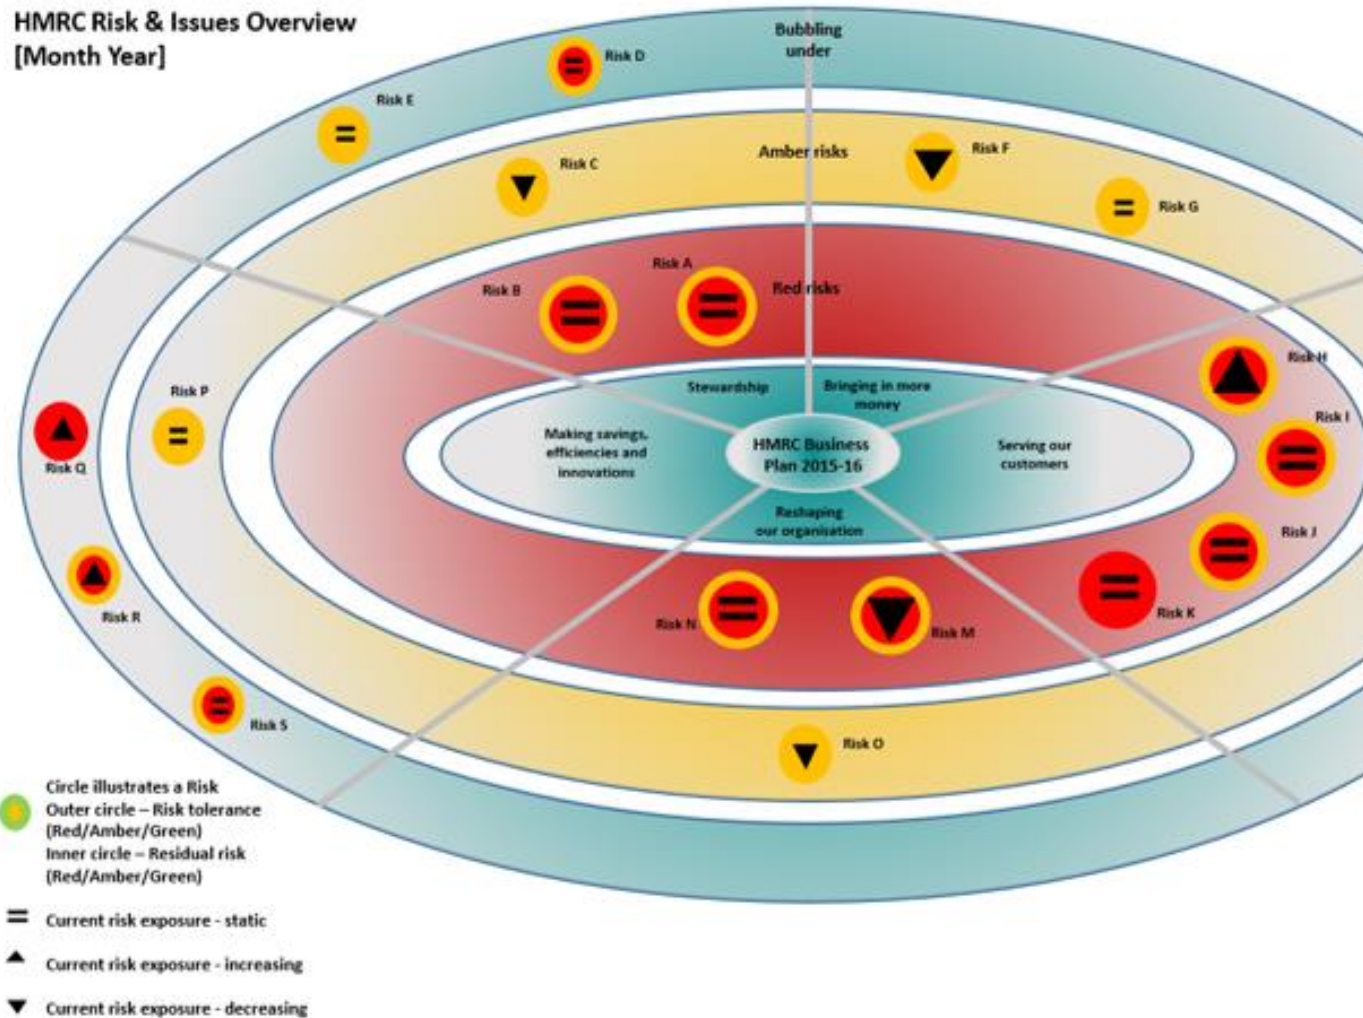 HMRC Risk & Issues Overview
[Month Year]
Bubbling
under
Risk D
Risk E
Amber risks
Risk C
Risk F
Risk G
Risk A
Risk B
Red risks
Risk H
Risk I
Risk J
Risk K
Stewardship
Bringing in more
money
Making savings,
efficiencies and
innovations
HMRC Business
Plan 2015-16
Serving our
customers
Reshaping
our organisation
Risk P
Risk Q
Risk R
Risk S
Risk N
Risk M
Risk O
Circle illustrates a Risk
Outer circle – Risk tolerance
(Red/Amber/Green)
Inner circle – Residual risk
(Red/Amber/Green)
= Current risk exposure - static
▲ Current risk exposure - increasing
▼ Current risk exposure - decreasing